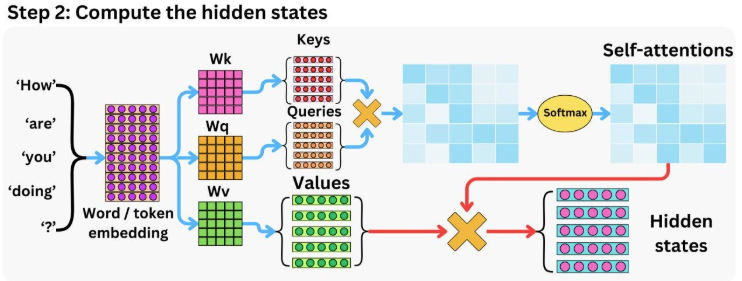 Step 2: Compute the hidden states
Keys
Wk
Self-attentions
'How'
'are'
Queries
Softmax
Wq
'you'
'doing'
Values
Wv
Word / token
embedding
'?'
Hidden
states